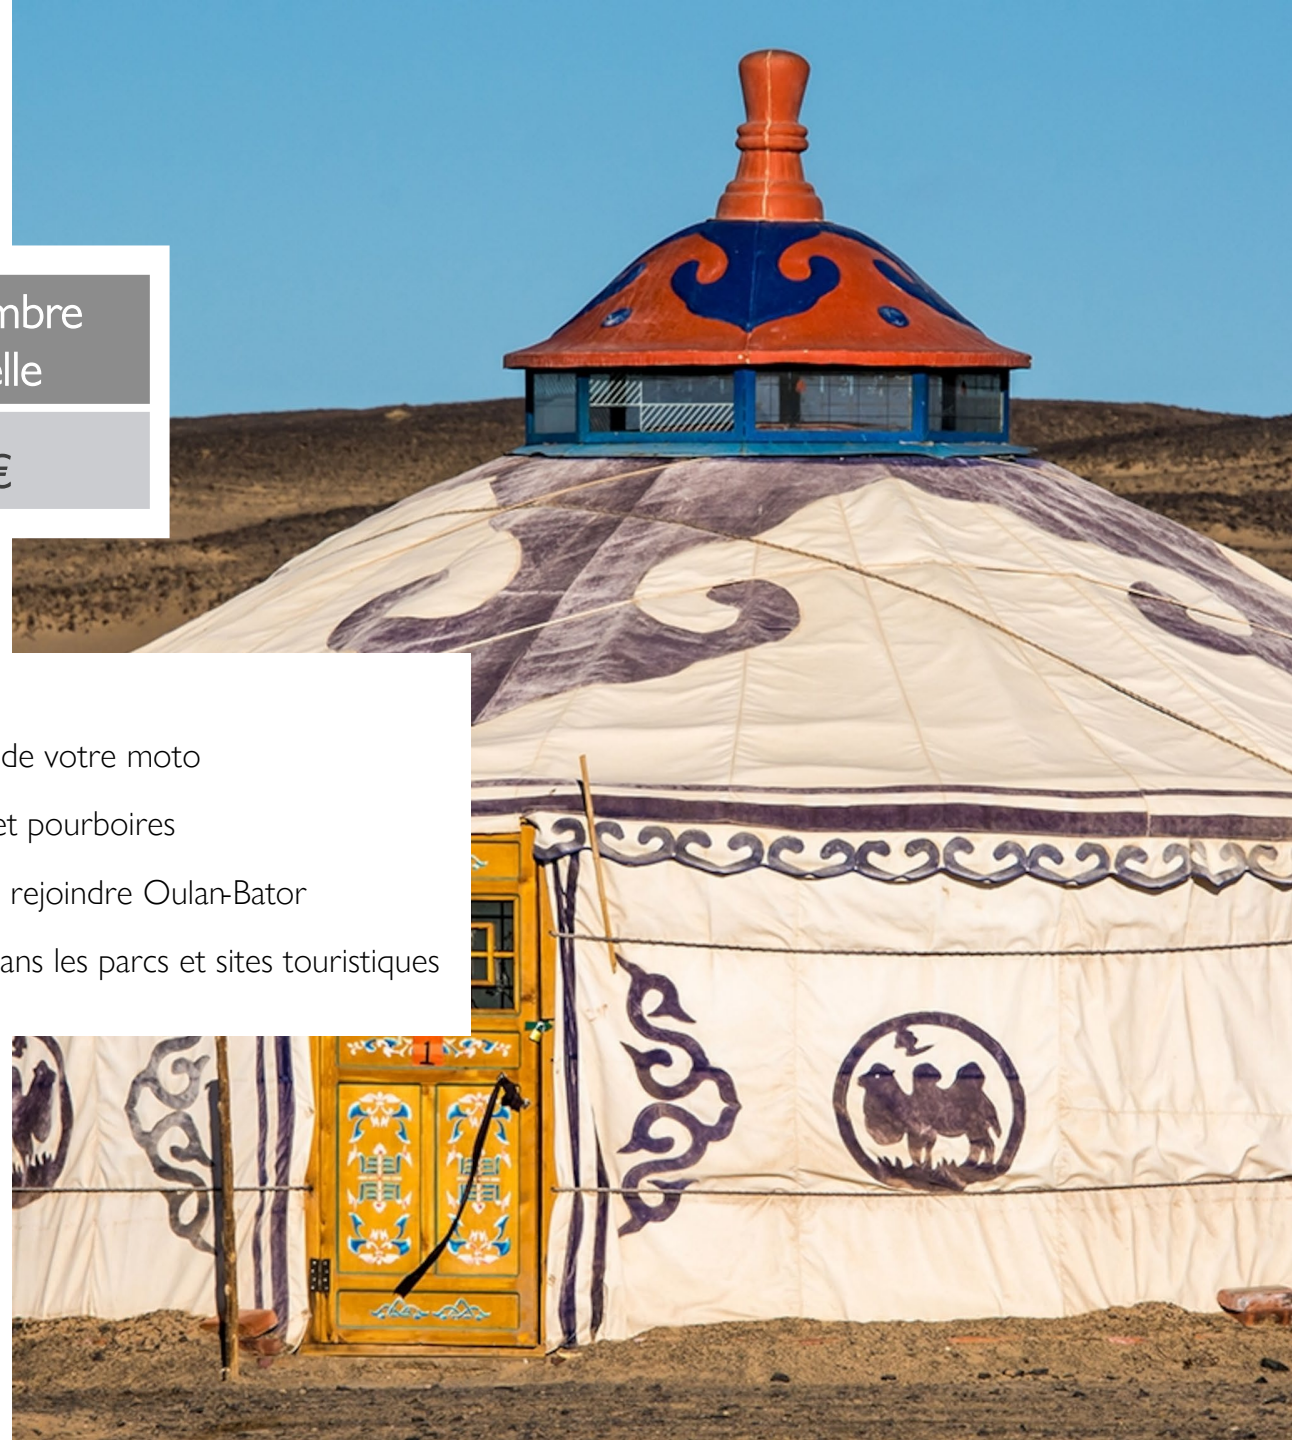 mbre
elle
€
de votre moto
et pourboires
rejoindre Oulan-Bator
ans les parcs et sites touristiques
1